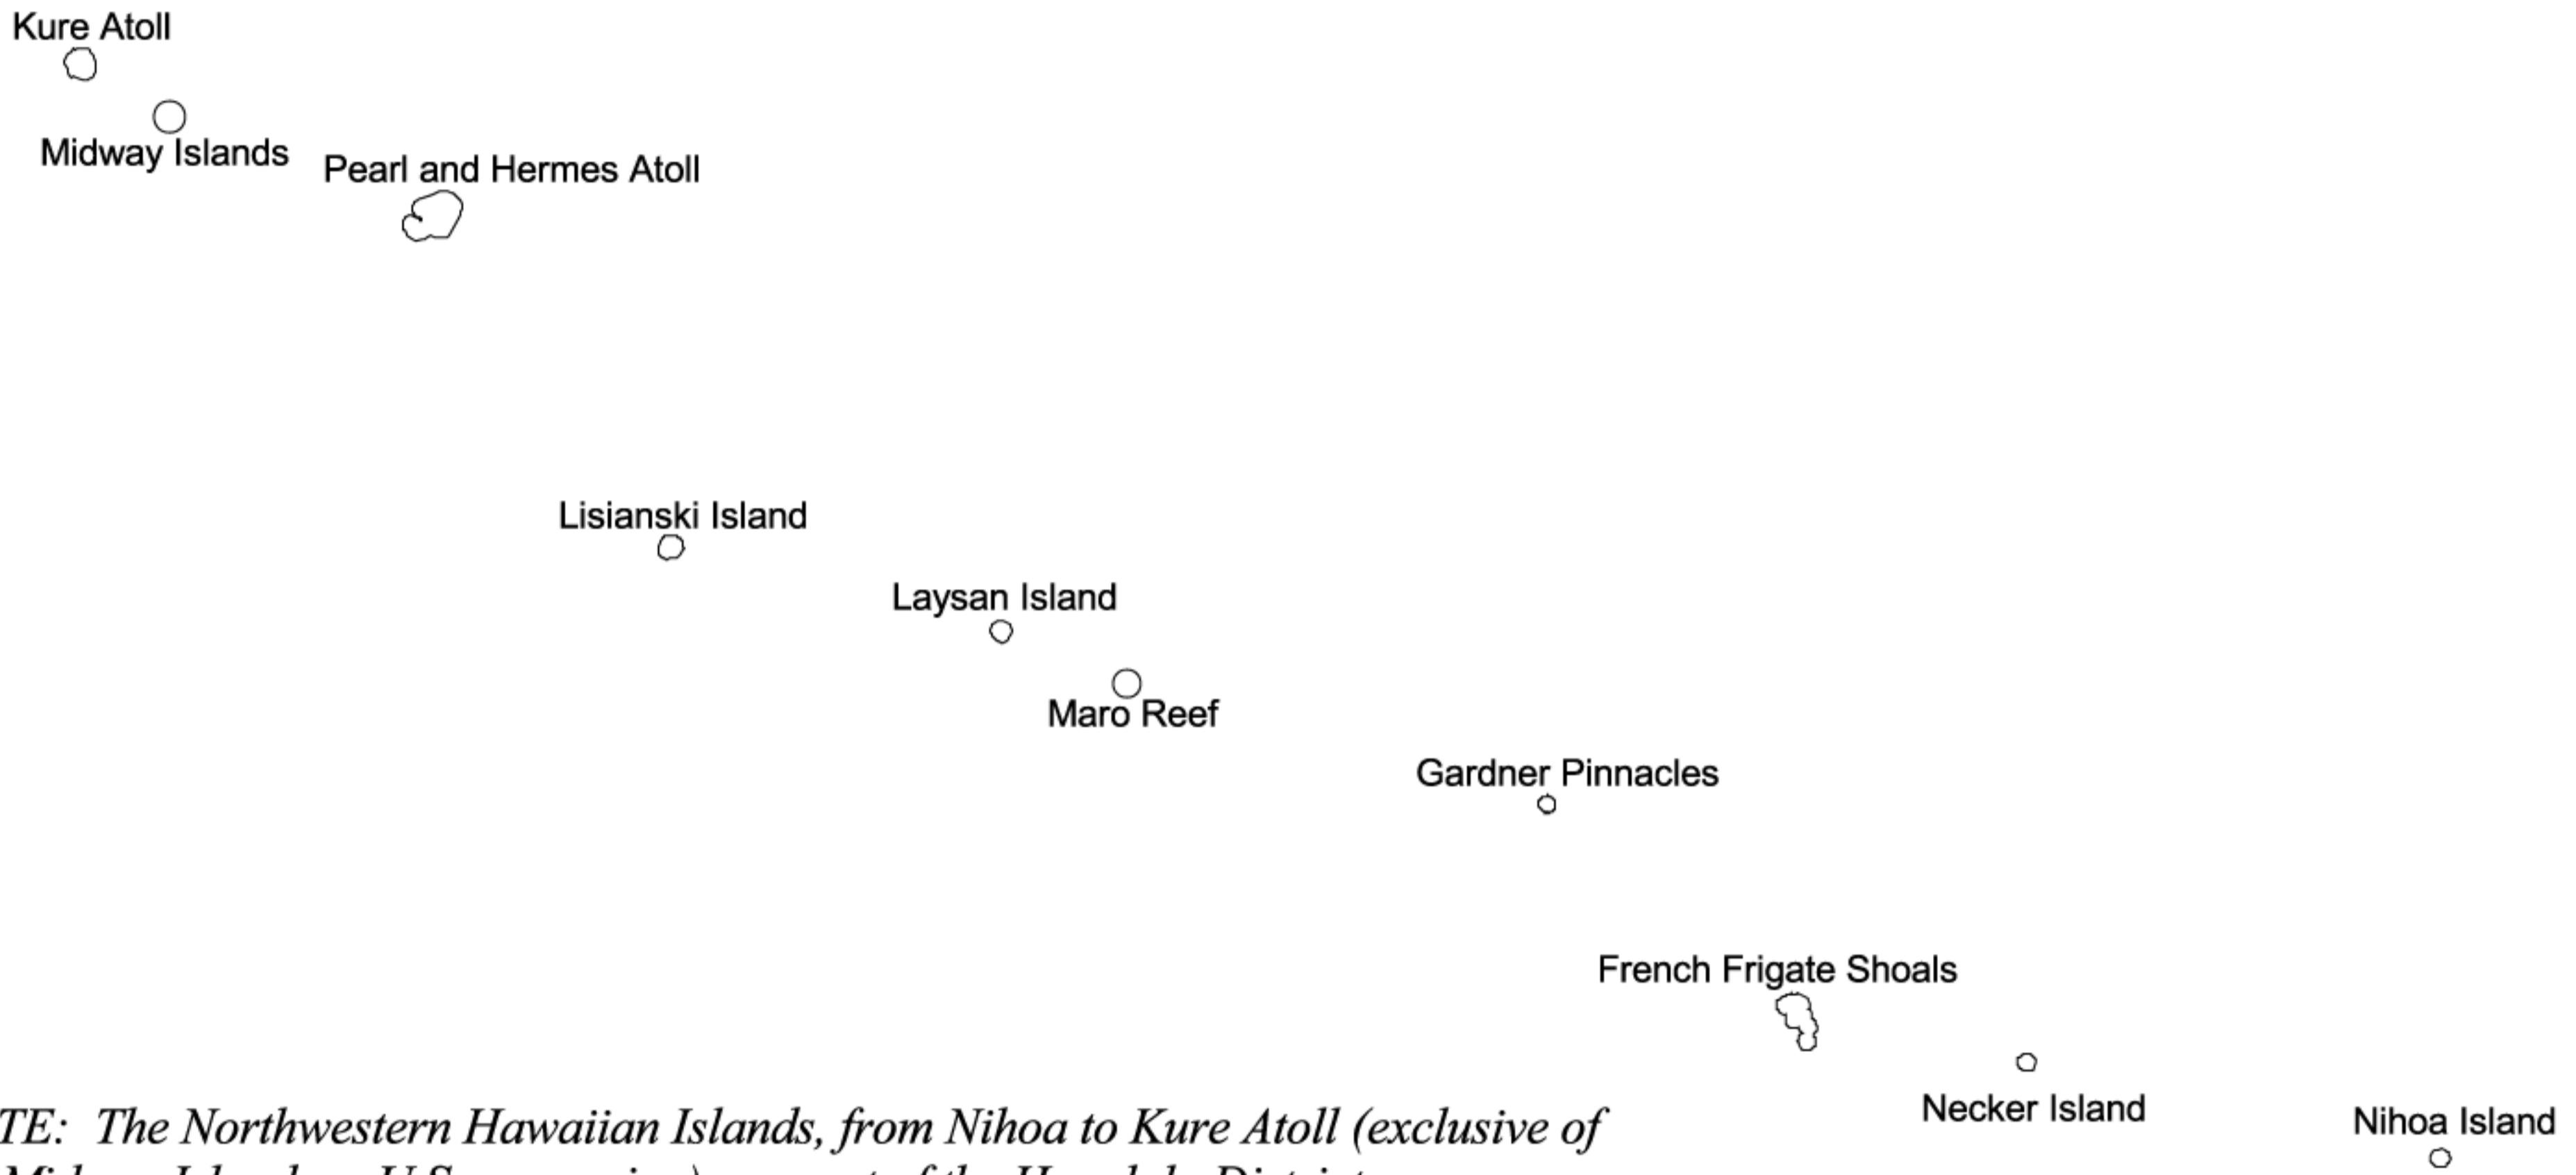 Kure Atoll
Midway Islands
Pearl and Hermes Atoll
Lisianski Island
Laysan Island
Maro Reef
Gardner Pinnacles
French Frigate Shoals
Necker Island
Nihoa Island
TE: The Northwestern Hawaiian Islands, from Nihoa to Kure Atoll (exclusive of